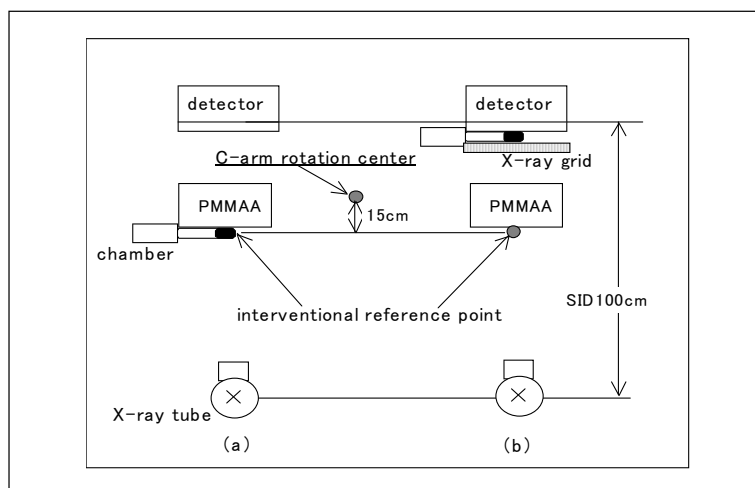 detector
detector
C-arm rotation center
X-ray grid
PMMAA
15cm
PMMAA
chamber
interventional reference point
SID100cm
X-ray tube
(a)
(b)